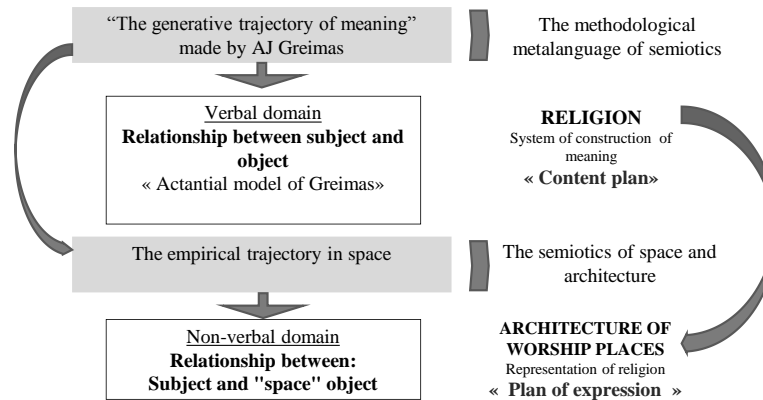 “The generative trajectory of meaning”
made by AJ Greimas
The methodological
metalanguage of semiotics
Verbal domain
Relationship between subject and
object
« Actantial model of Greimas»
RELIGION
System of construction of
meaning
« Content plan»
The empirical trajectory in space
The semiotics of space and
architecture
Non-verbal domain
Relationship between:
Subject and "space" object
ARCHITECTURE OF
WORSHIP PLACES
Representation of religion
« Plan of expression »